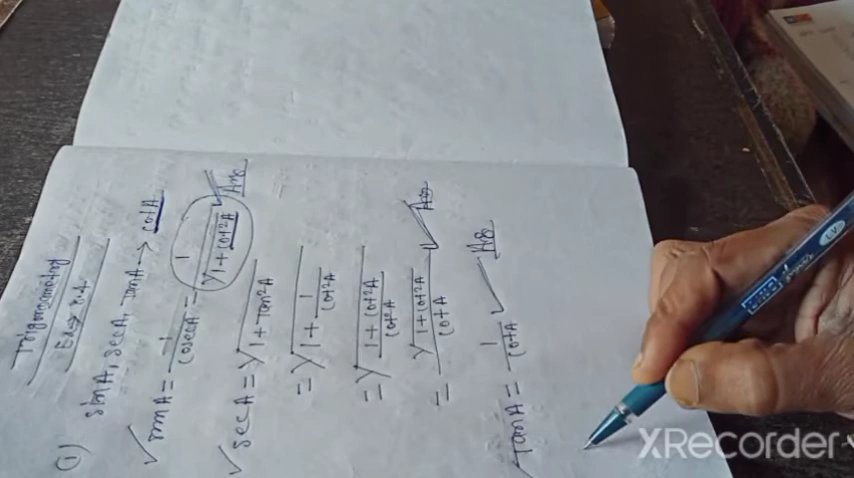 Trigonometry
Ex → 8.4
(1) sinA, secA, tanA → cotA
√ sinA = 1/cosecA = 1/√1+cot²A Ans
√ secA = √1+tan²A
= √1+ 1/cot²A
= √1+cot²A/cot²A
= √1+cot²A/cotA Ans
tanA = 1/cotA Ans
XRecorder